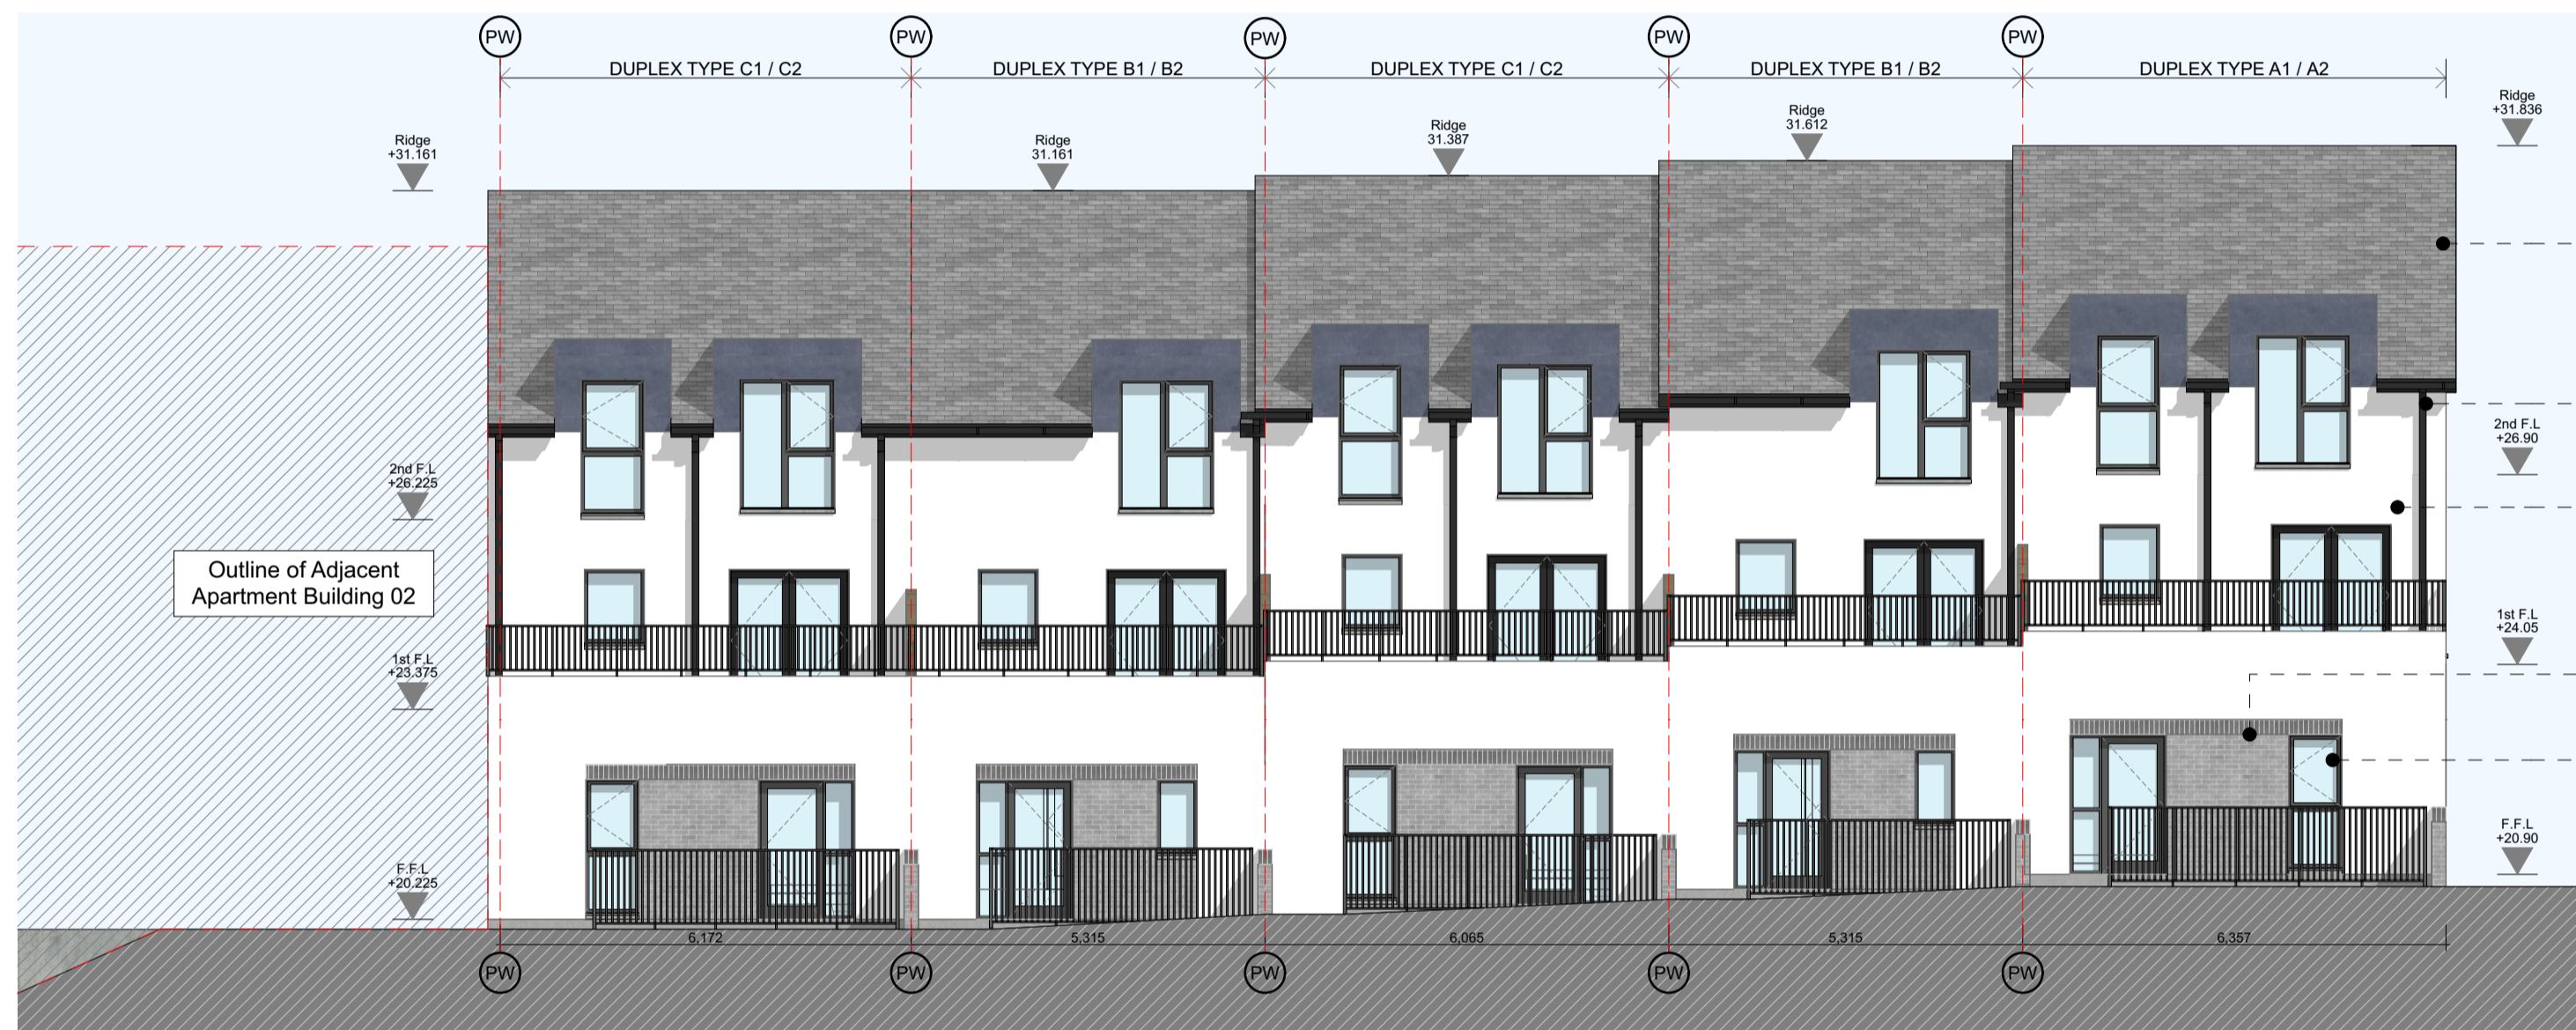 PW
PW
PW
PW
PW
DUPLEX TYPE C1 / C2
DUPLEX TYPE B1 / B2
DUPLEX TYPE C1 / C2
DUPLEX TYPE B1 / B2
DUPLEX TYPE A1 / A2
Ridge
+31.161
Ridge
31.161
Ridge
31.387
Ridge
31.612
Ridge
+31.836
2nd F.L
+26.225
2nd F.L
+26.90
Outline of Adjacent
Apartment Building 02
1st F.L
+23.375
1st F.L
+24.05
F.F.L
+20.225
F.F.L
+20.90
6,172
5,315
6,065
5,315
6,357
PW
PW
PW
PW
PW